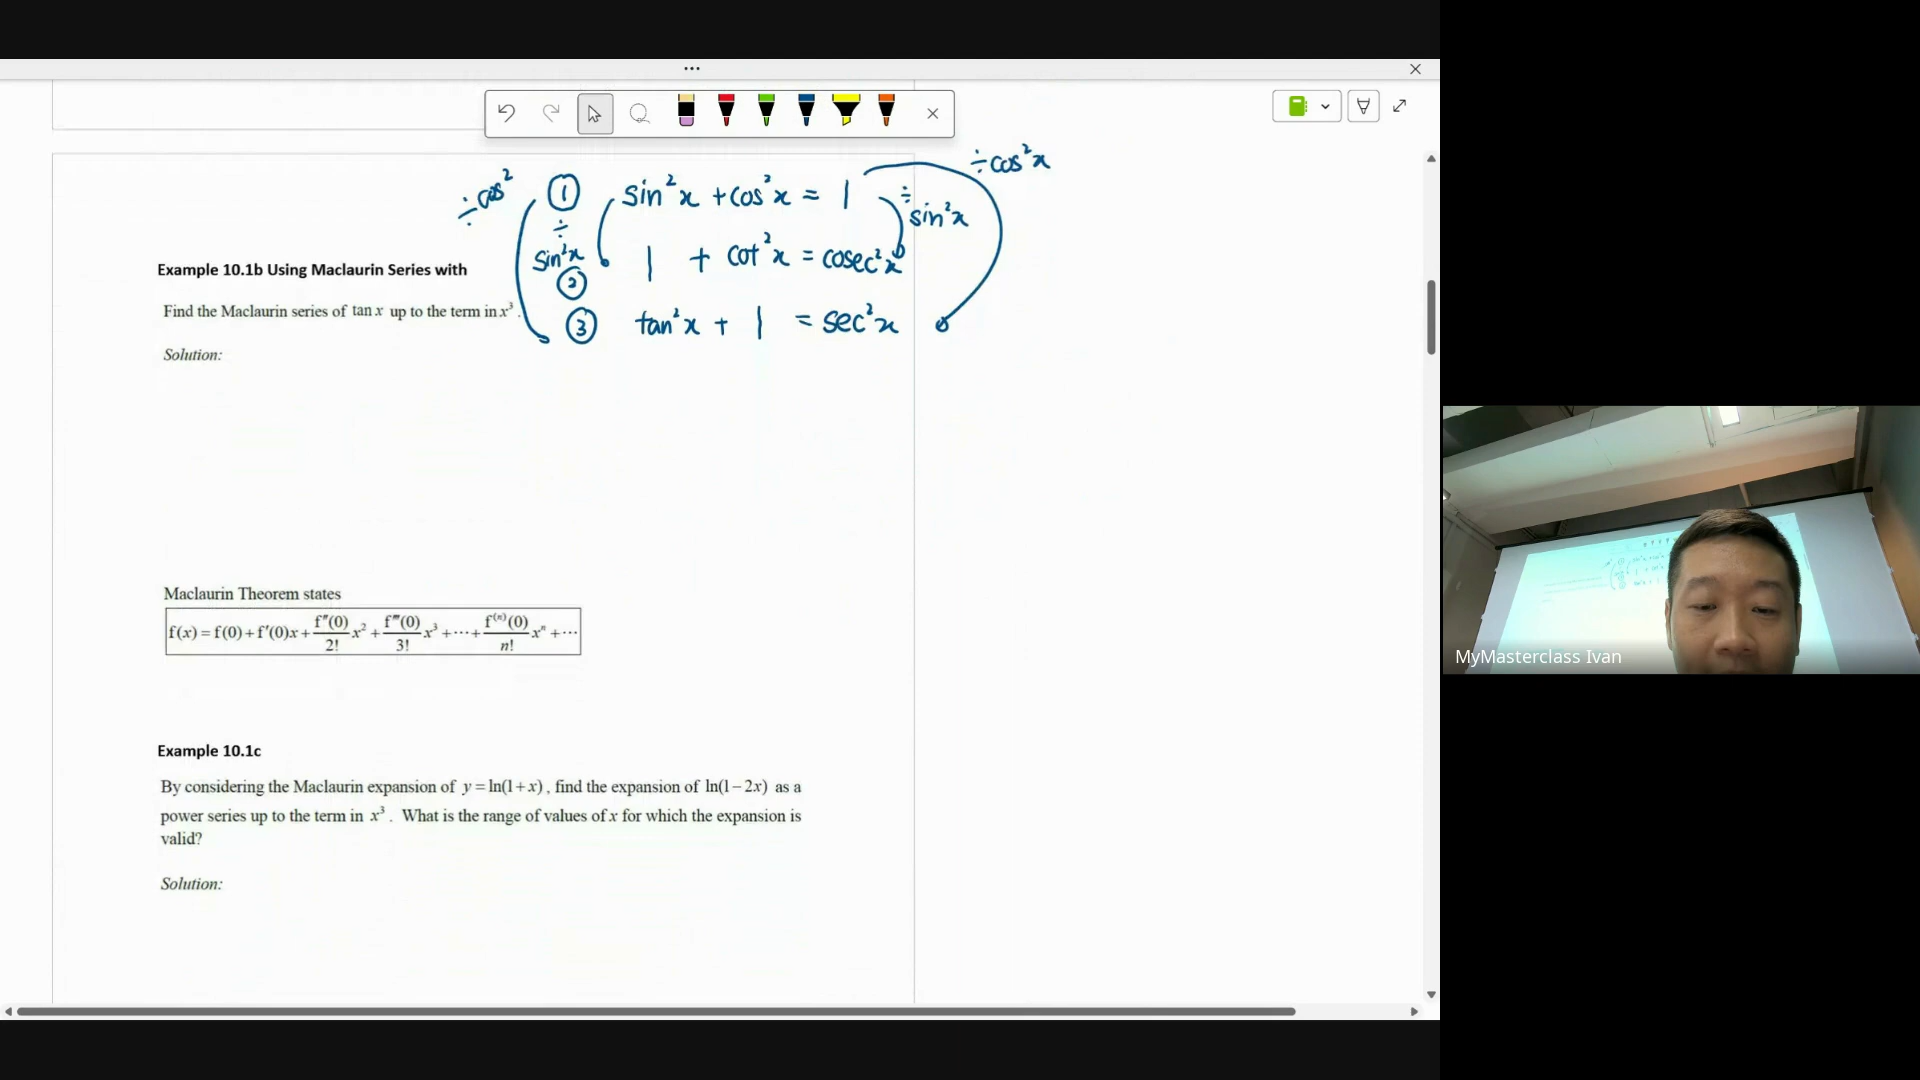 ÷cos²x
÷cos² ① sin²x + cos²x = 1 ÷ sin²x
÷ sin²x
② 1 + cot²x = cosec²x
③ tan²x + 1 = sec²x
Example 10.1b Using Maclaurin Series with
Find the Maclaurin series of tan x up to the term in x³.
Solution:
Maclaurin Theorem states
f(x) = f(0) + f′(0)x + f″(0)/2! x² + f‴(0)/3! x³ + ⋯ + f⁽ⁿ⁾(0)/n! xⁿ + ⋯
Example 10.1c
By considering the Maclaurin expansion of y = ln(1+x), find the expansion of ln(1−2x) as a
power series up to the term in x³. What is the range of values of x for which the expansion is
valid?
Solution:
MyMasterclass Ivan